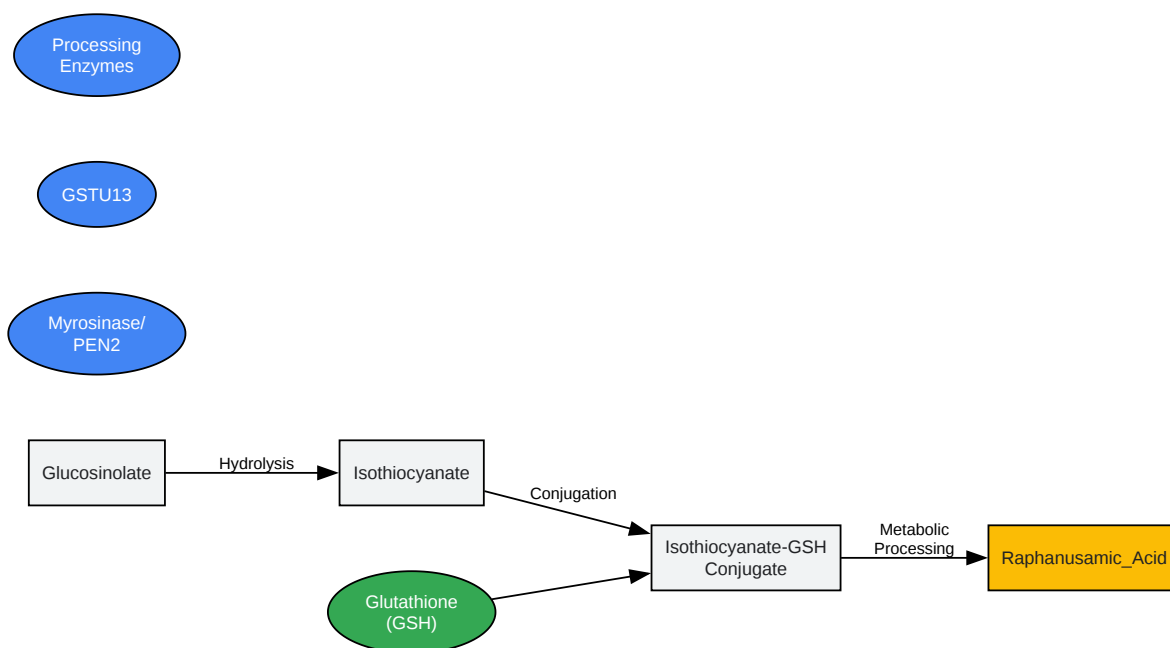 Processing
Enzymes
GSTU13
Myrosinase/
PEN2
Glucosinolate
Hydrolysis
Isothiocyanate
Conjugation
Isothiocyanate-GSH
Conjugate
Metabolic
Processing
Raphanusamic_Acid
Glutathione
(GSH)